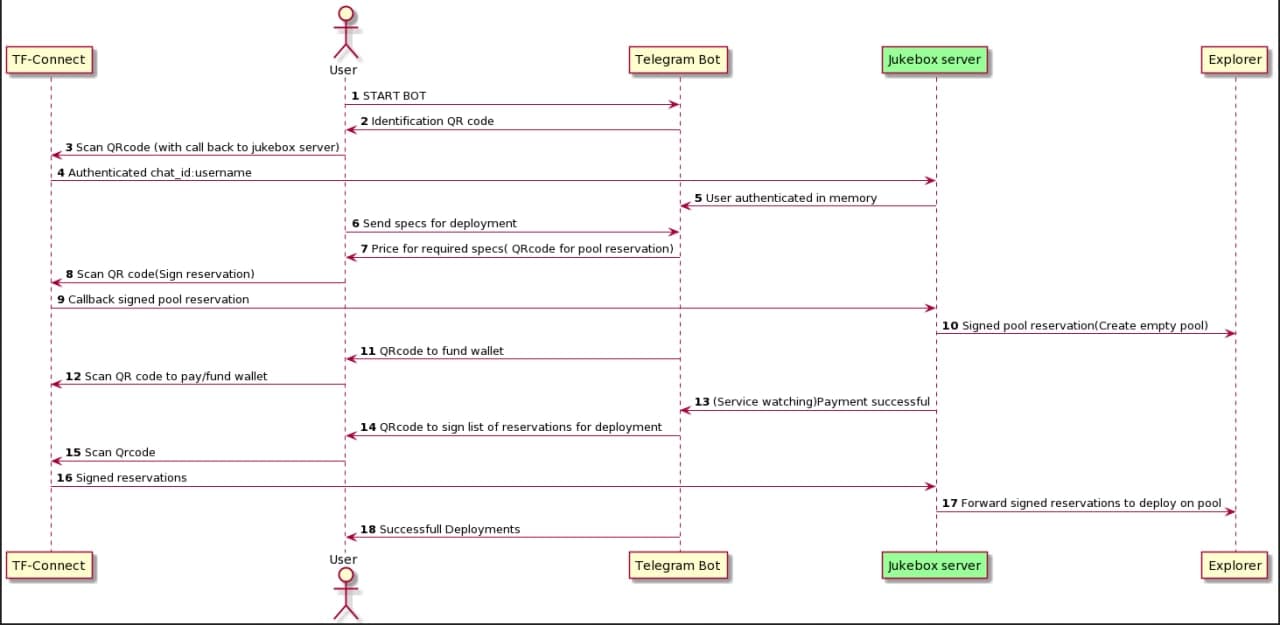 TF-Connect
User
Telegram Bot
Jukebox server
Explorer
1 START BOT
2 Identification QR code
3 Scan QRcode (with call back to jukebox server)
4 Authenticated chat_id:username
5 User authenticated in memory
6 Send specs for deployment
7 Price for required specs( QRcode for pool reservation)
8 Scan QR code(Sign reservation)
9 Callback signed pool reservation
10 Signed pool reservation(Create empty pool)
11 QRcode to fund wallet
12 Scan QR code to pay/fund wallet
13 (Service watching)Payment successful
14 QRcode to sign list of reservations for deployment
15 Scan Qrcode
16 Signed reservations
17 Forward signed reservations to deploy on pool
18 Successfull Deployments
TF-Connect
User
Telegram Bot
Jukebox server
Explorer